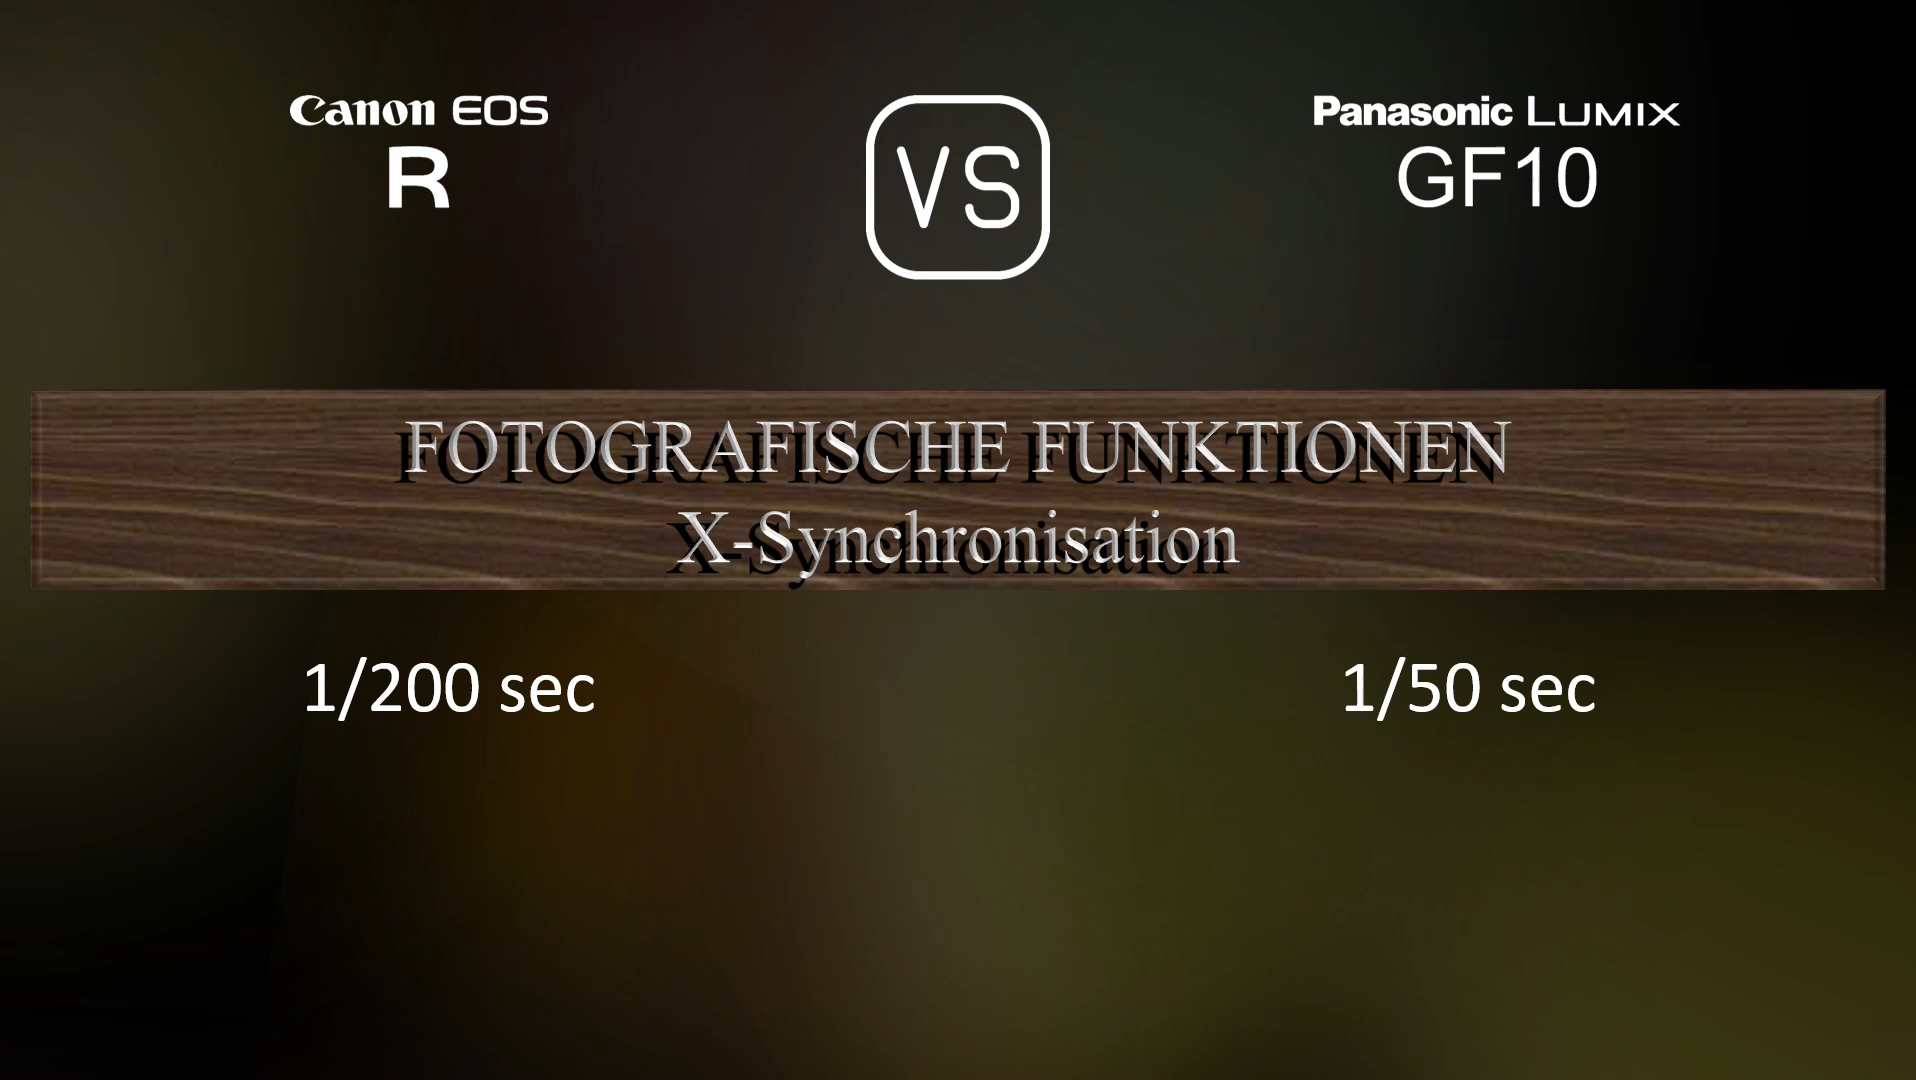 Canon EOS
R
VS
Panasonic LUMIX
GF10
FOTOGRAFISCHE FUNKTIONEN
X-Synchronisation
1/200 sec
1/50 sec